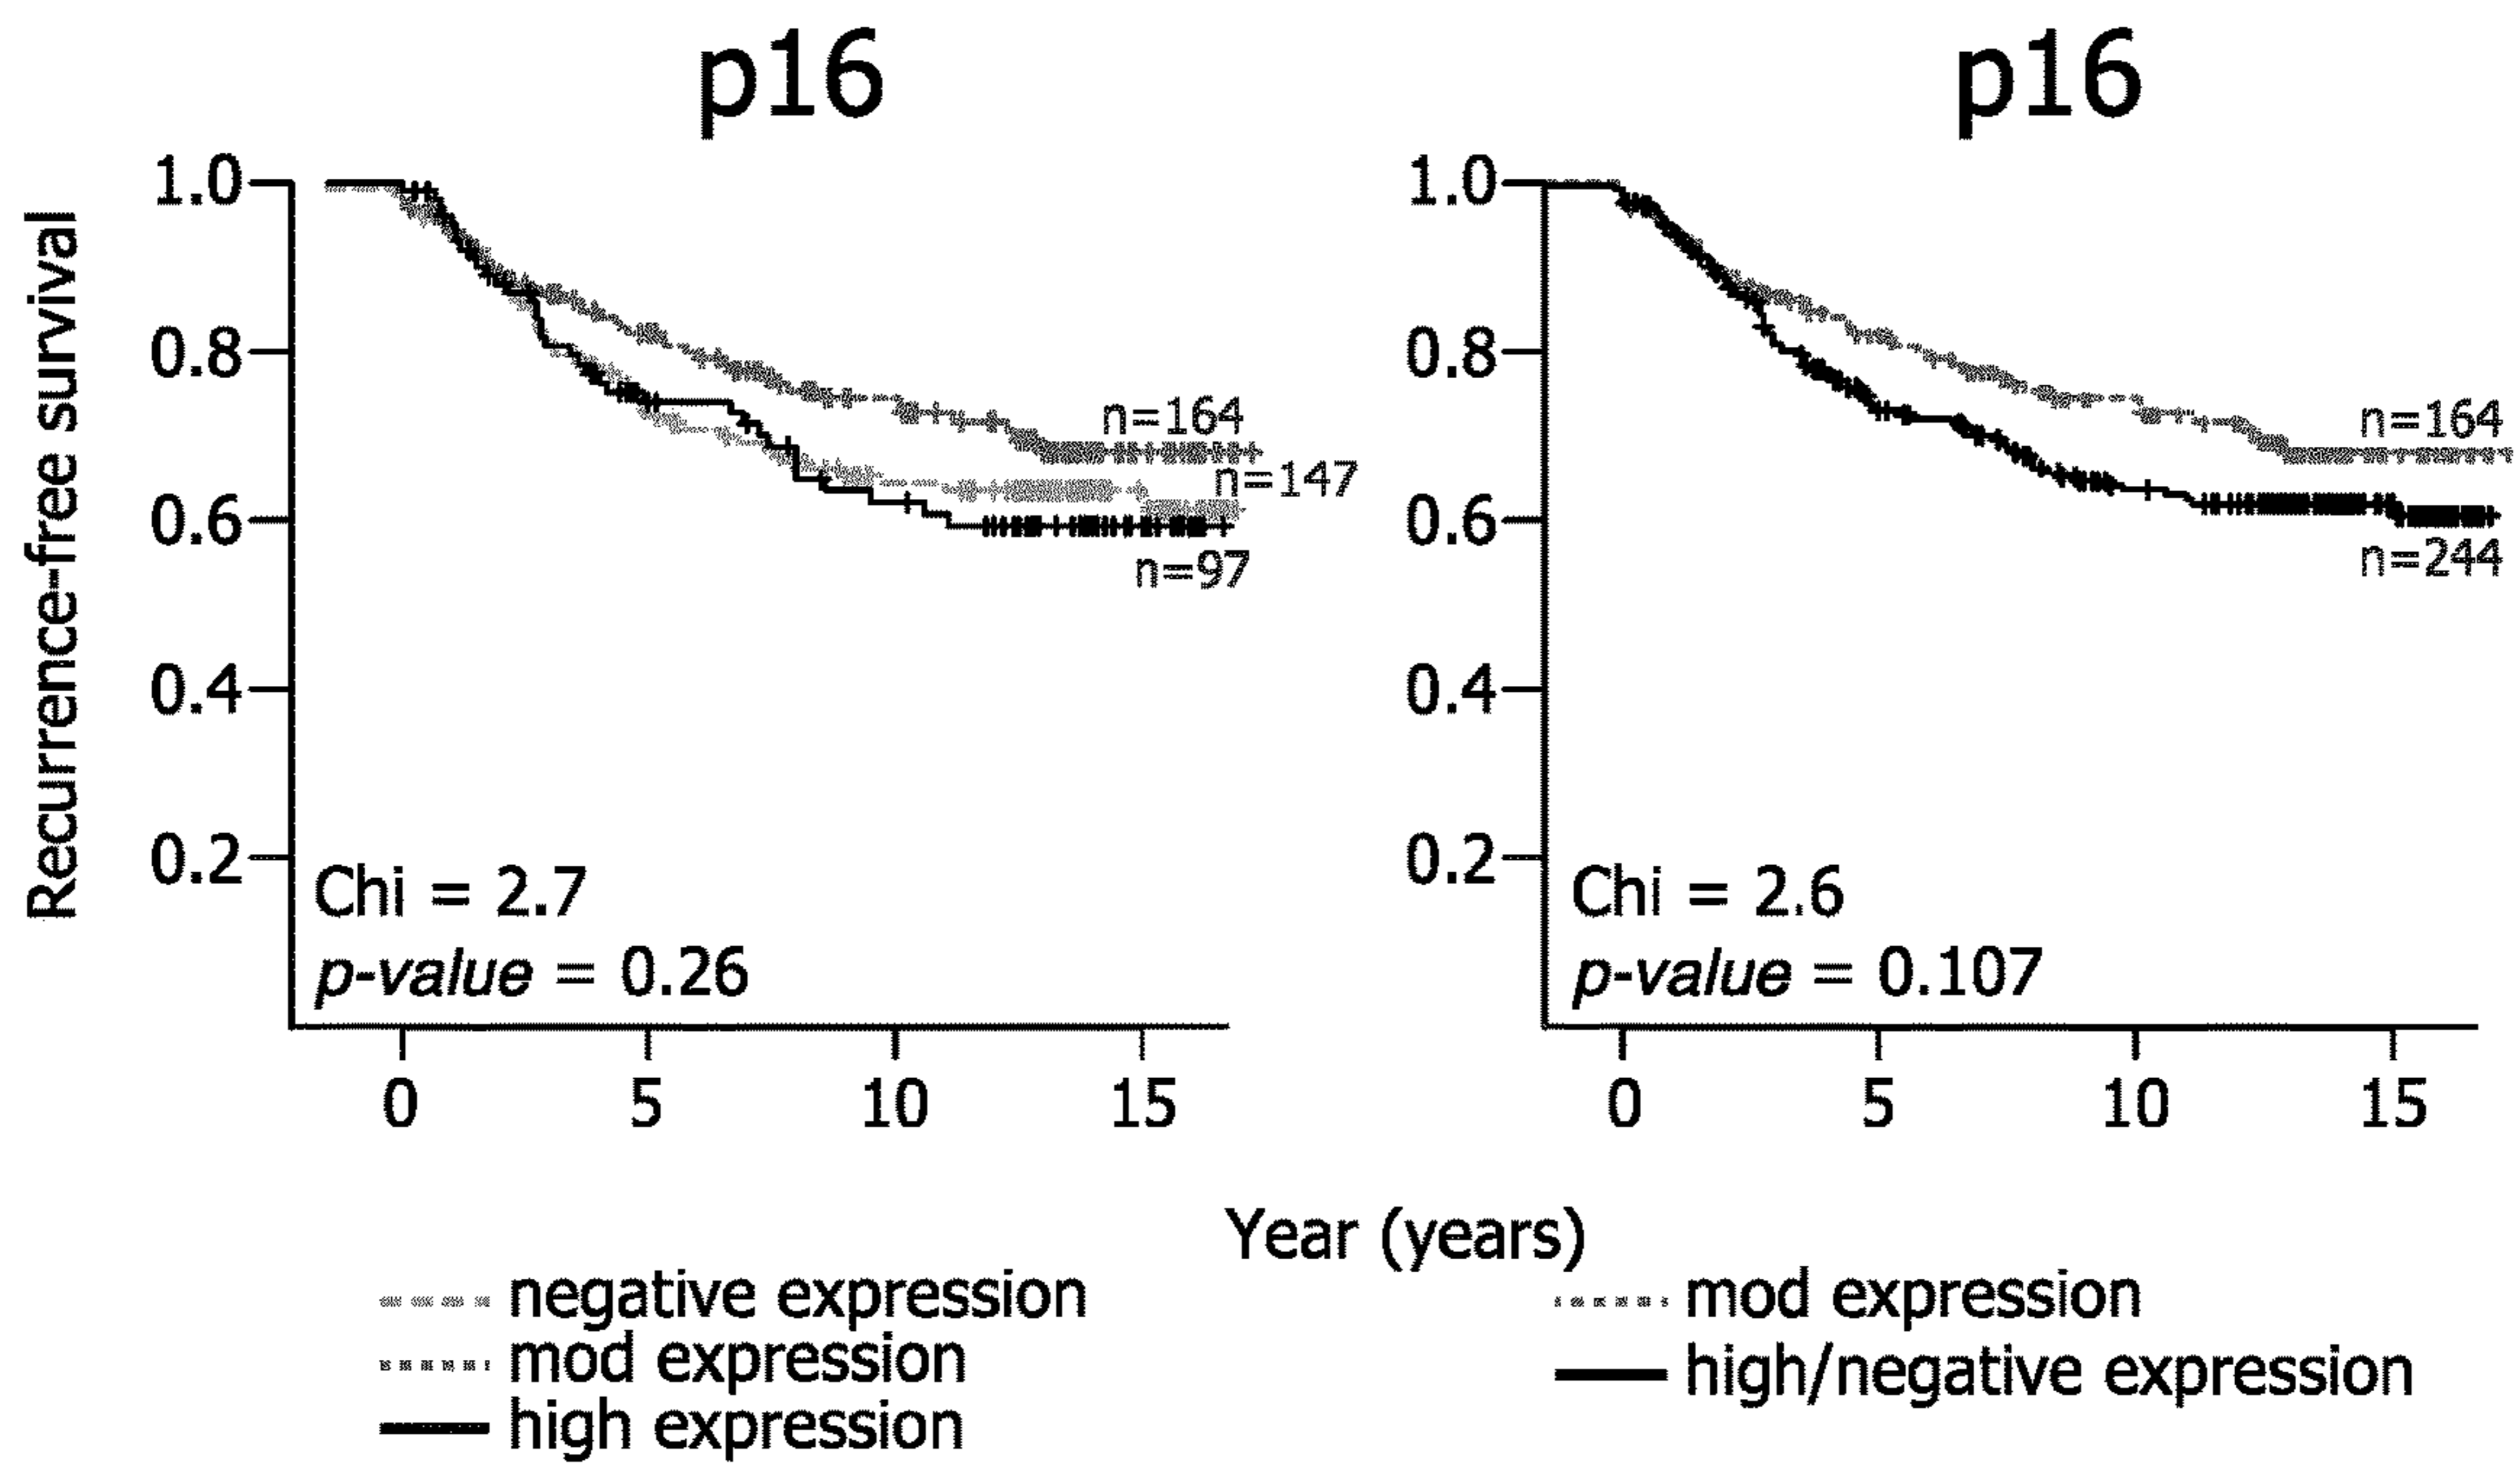 p16
Recurrence-free survival
1.0
0.8
0.6
0.4
0.2
n=164
n=147
n=97
Chi = 2.7
p-value = 0.26
0 5 10 15
p16
1.0
0.8
0.6
0.4
0.2
n=164
n=244
Chi = 2.6
p-value = 0.107
0 5 10 15
Year (years)
negative expression
mod expression
high expression
mod expression
high/negative expression